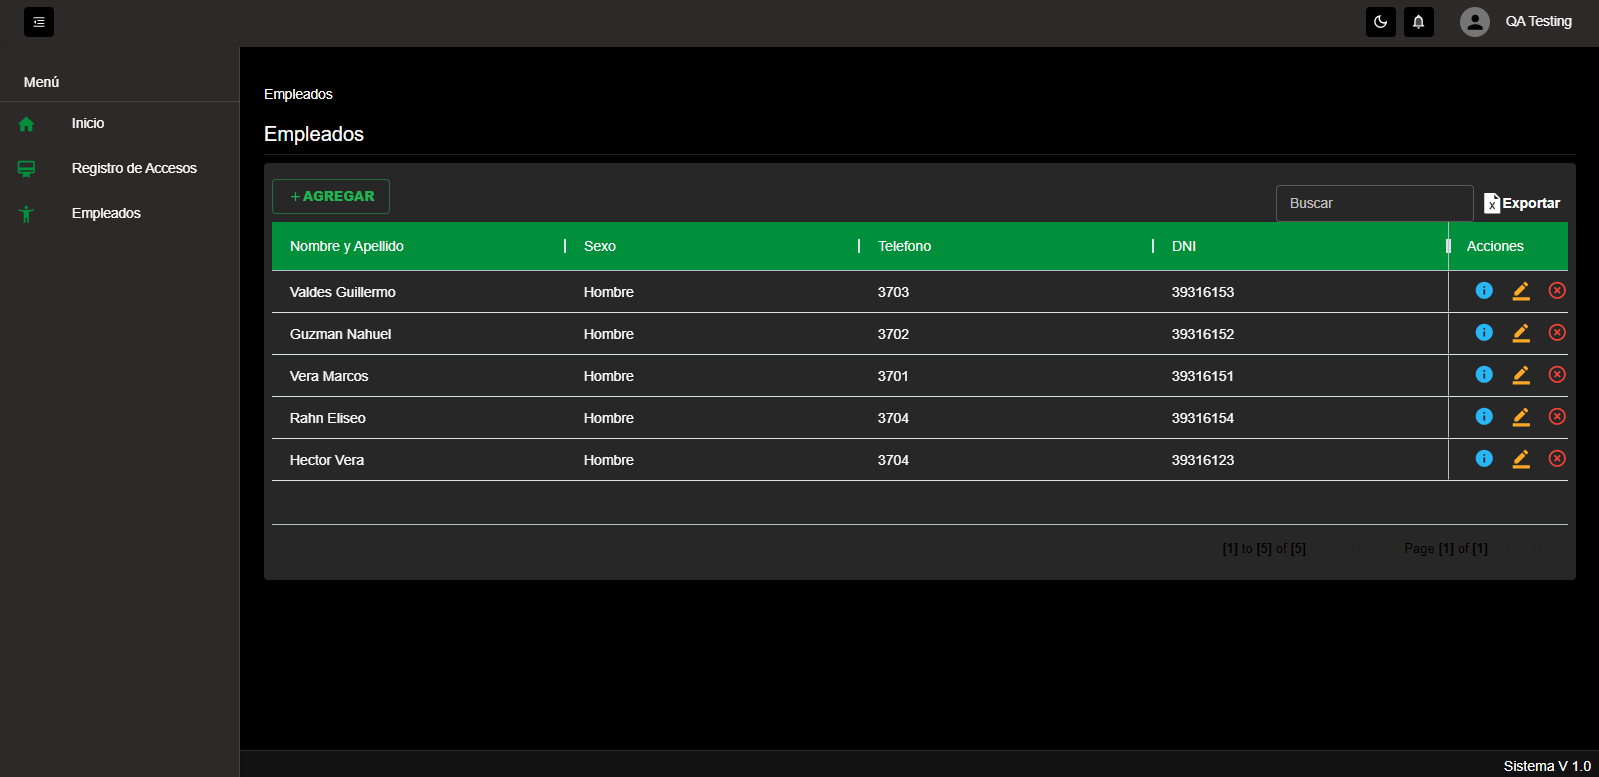 QA Testing
Menú
Inicio
Registro de Accesos
Empleados
Empleados
Empleados
+ AGREGAR
Buscar
Exportar
Nombre y Apellido Sexo Telefono DNI Acciones
Valdes Guillermo Hombre 3703 39316153
Guzman Nahuel Hombre 3702 39316152
Vera Marcos Hombre 3701 39316151
Rahn Eliseo Hombre 3704 39316154
Hector Vera Hombre 3704 39316123
[1] to [5] of [5] Page [1] of [1]
Sistema V 1.0